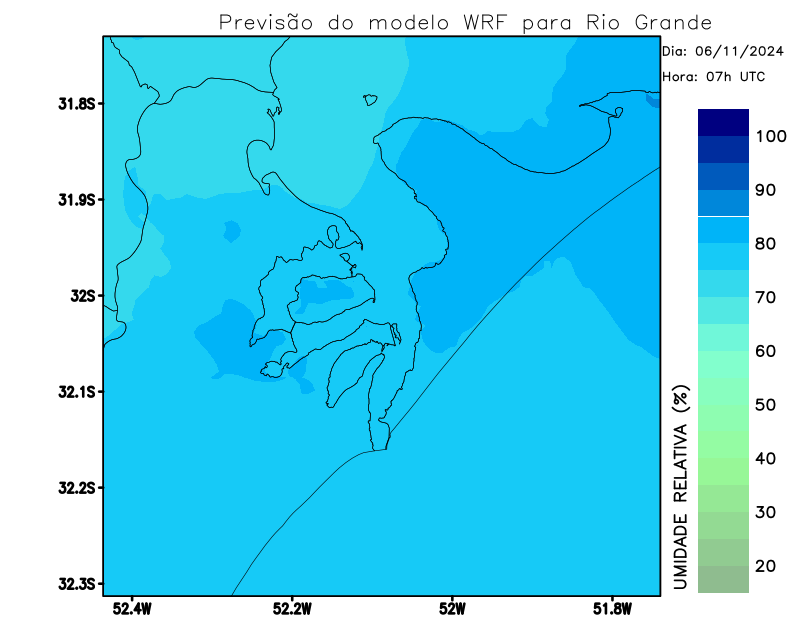 Previsão do modelo WRF para Rio Grande
Dia: 06/11/2024
Hora: 07h UTC
31.8S
31.9S
32S
32.1S
32.2S
32.3S
52.4W
52.2W
52W
51.8W
100
90
80
70
60
50
40
30
20
UMIDADE RELATIVA (%)